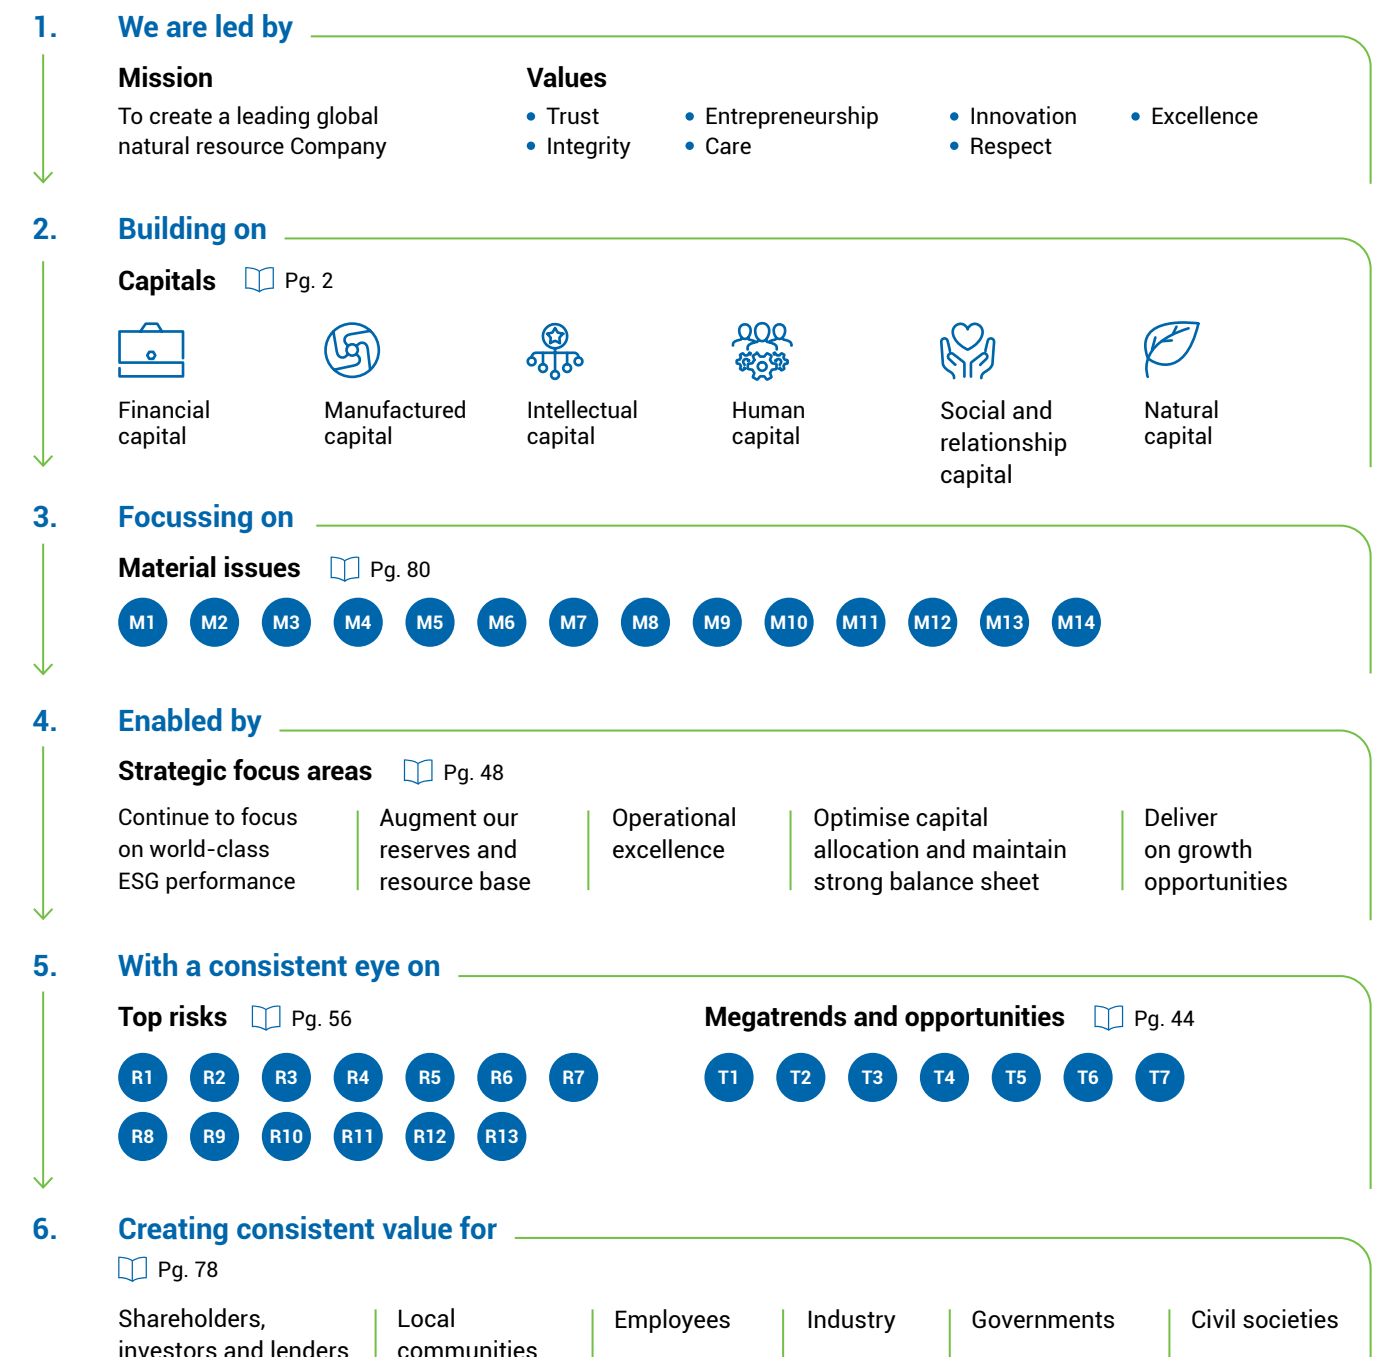 1. We are led by
Mission
To create a leading global
natural resource Company
Values
• Trust • Entrepreneurship • Innovation • Excellence
• Integrity • Care • Respect
2. Building on
Capitals Pg. 2
Financial
capital
Manufactured
capital
Intellectual
capital
Human
capital
Social and
relationship
capital
Natural
capital
3. Focussing on
Material issues Pg. 80
M1 M2 M3 M4 M5 M6 M7 M8 M9 M10 M11 M12 M13 M14
4. Enabled by
Strategic focus areas Pg. 48
Continue to focus
on world-class
ESG performance
Augment our
reserves and
resource base
Operational
excellence
Optimise capital
allocation and maintain
strong balance sheet
Deliver
on growth
opportunities
5. With a consistent eye on
Top risks Pg. 56
R1 R2 R3 R4 R5 R6 R7
R8 R9 R10 R11 R12 R13
Megatrends and opportunities Pg. 44
T1 T2 T3 T4 T5 T6 T7
6. Creating consistent value for
Pg. 78
Shareholders,
investors and lenders
Local
communities
Employees
Industry
Governments
Civil societies